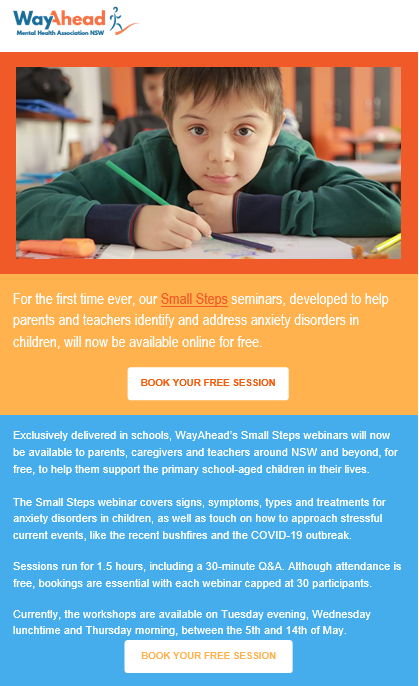 WayAhead
Mental Health Association NSW
For the first time ever, our Small Steps seminars, developed to help
parents and teachers identify and address anxiety disorders in
children, will now be available online for free.
BOOK YOUR FREE SESSION
Exclusively delivered in schools, WayAhead's Small Steps webinars will now
be available to parents, caregivers and teachers around NSW and beyond, for
free, to help them support the primary school-aged children in their lives.
The Small Steps webinar covers signs, symptoms, types and treatments for
anxiety disorders in children, as well as touch on how to approach stressful
current events, like the recent bushfires and the COVID-19 outbreak.
Sessions run for 1.5 hours, including a 30-minute Q&A. Although attendance is
free, bookings are essential with each webinar capped at 30 participants.
Currently, the workshops are available on Tuesday evening, Wednesday
lunchtime and Thursday morning, between the 5th and 14th of May.
BOOK YOUR FREE SESSION